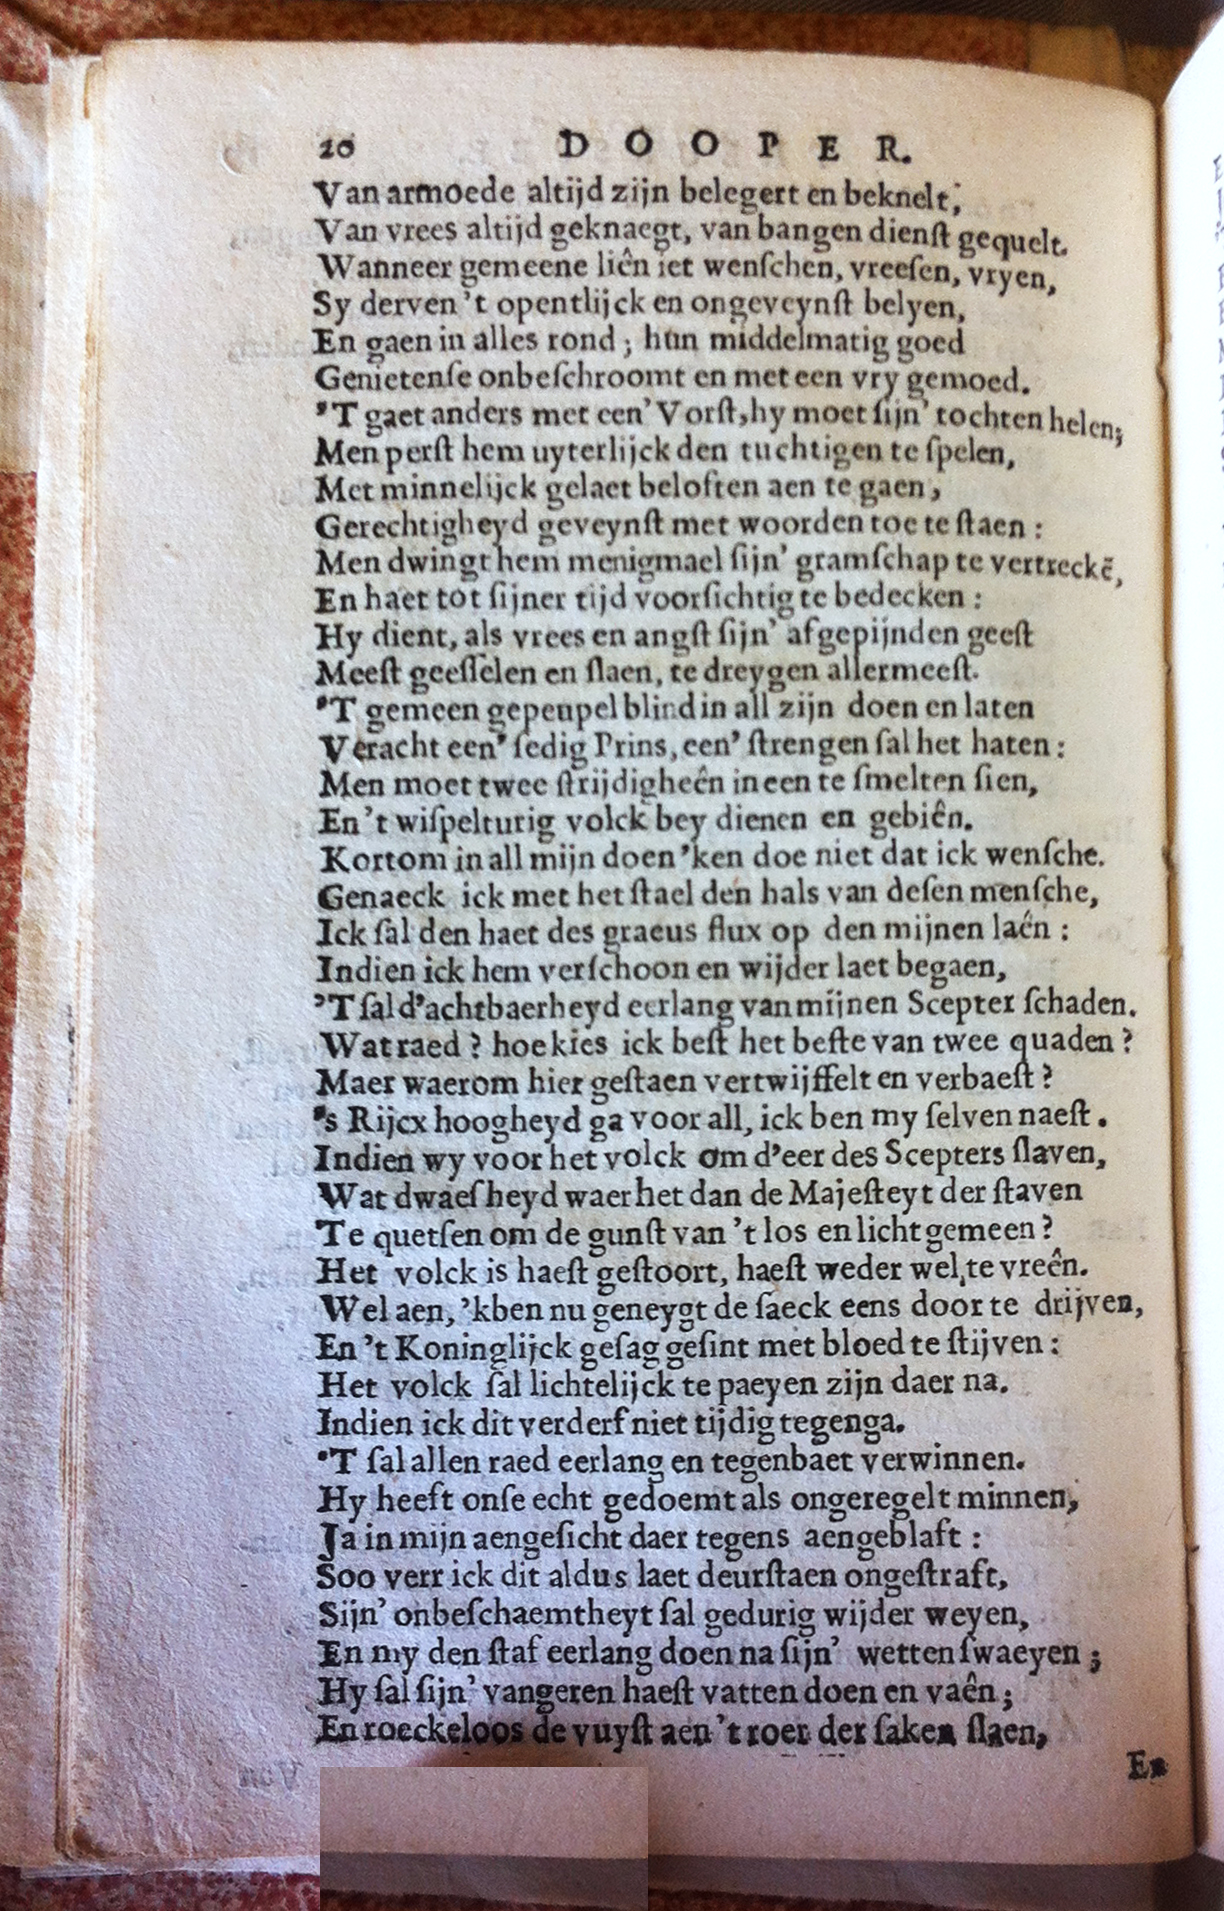 20 DOOPER.
Van armoede altijd zijn belegert en beknelt,
Van vrees altijd geknaegt, van bangen dienſt gequelt.
Wanneer gemeene liên iet wenſchen, vreeſen, vryen,
Sy derven 't opentlijck en ongeveynſt belyen,
En gaen in alles rond; hun middelmatig goed
Genietenſe onbeſchroomt en met een vry gemoed.
'T gaet anders met een' Vorſt, hy moet ſijn' tochten helen;
Men perſt hem uyterlijck den tuchtigen te ſpelen,
Met minnelijck gelaet beloften aen te gaen,
Gerechtigheyd geveynſt met woorden toe te ſtaen:
Men dwingt hem menigmael ſijn' gramſchap te vertreckẽ,
En haet tot ſijner tijd voorſichtig te bedecken:
Hy dient, als vrees en angſt ſijn' afgepijnden geeſt
Meeſt geeſſelen en ſlaen, te dreygen allermeeſt.
'T gemeen gepeupel blind in all zijn doen en laten
Veracht een' ſedig Prins, een' ſtrengen ſal het haten:
Men moet twee ſtrijdigheên in een te ſmelten ſien,
En 't wiſpelturig volck bey dienen en gebiên.
Kortom in all mijn doen 'ken doe niet dat ick wenſche.
Genaeck ick met het ſtael den hals van deſen menſche,
Ick ſal den haet des graeus flux op den mijnen laên:
Indien ick hem verſchoon en wijder laet begaen,
'T ſal d'achtbaerheyd eerlang van mijnen Scepter ſchaden.
Wat raed? hoe kies ick beſt het beſte van twee quaden?
Maer waerom hier geſtaen vertwijffelt en verbaeſt?
's Rijcx hoogheyd ga voor all, ick ben my ſelven naeſt.
Indien wy voor het volck om d'eer des Scepters ſlaven,
Wat dwaeſheyd waer het dan de Majeſteyt der ſtaven
Te quetſen om de gunſt van 't los en licht gemeen?
Het volck is haeſt geſtoort, haeſt weder wel te vreên.
Wel aen, 'kben nu geneygt de ſaeck eens door te drijven,
En 't Koninglijck geſag geſint met bloed te ſtijven:
Het volck ſal lichtelijck te paeyen zijn daer na.
Indien ick dit verderf niet tijdig tegenga.
'T ſal allen raed eerlang en tegenbaet verwinnen.
Hy heeft onſe echt gedoemt als ongeregelt minnen,
Ja in mijn aengeſicht daer tegens aengeblaft:
Soo verr ick dit aldus laet deurſtaen ongeſtraft,
Sijn' onbeſchaemtheyt ſal gedurig wijder weyen,
En my den ſtaf eerlang doen na ſijn' wetten ſwaeyen;
Hy ſal ſijn' vangeren haeſt vatten doen en vaên;
En roeckeloos de vuyſt aen 't roer der ſaken ſlaen,
En